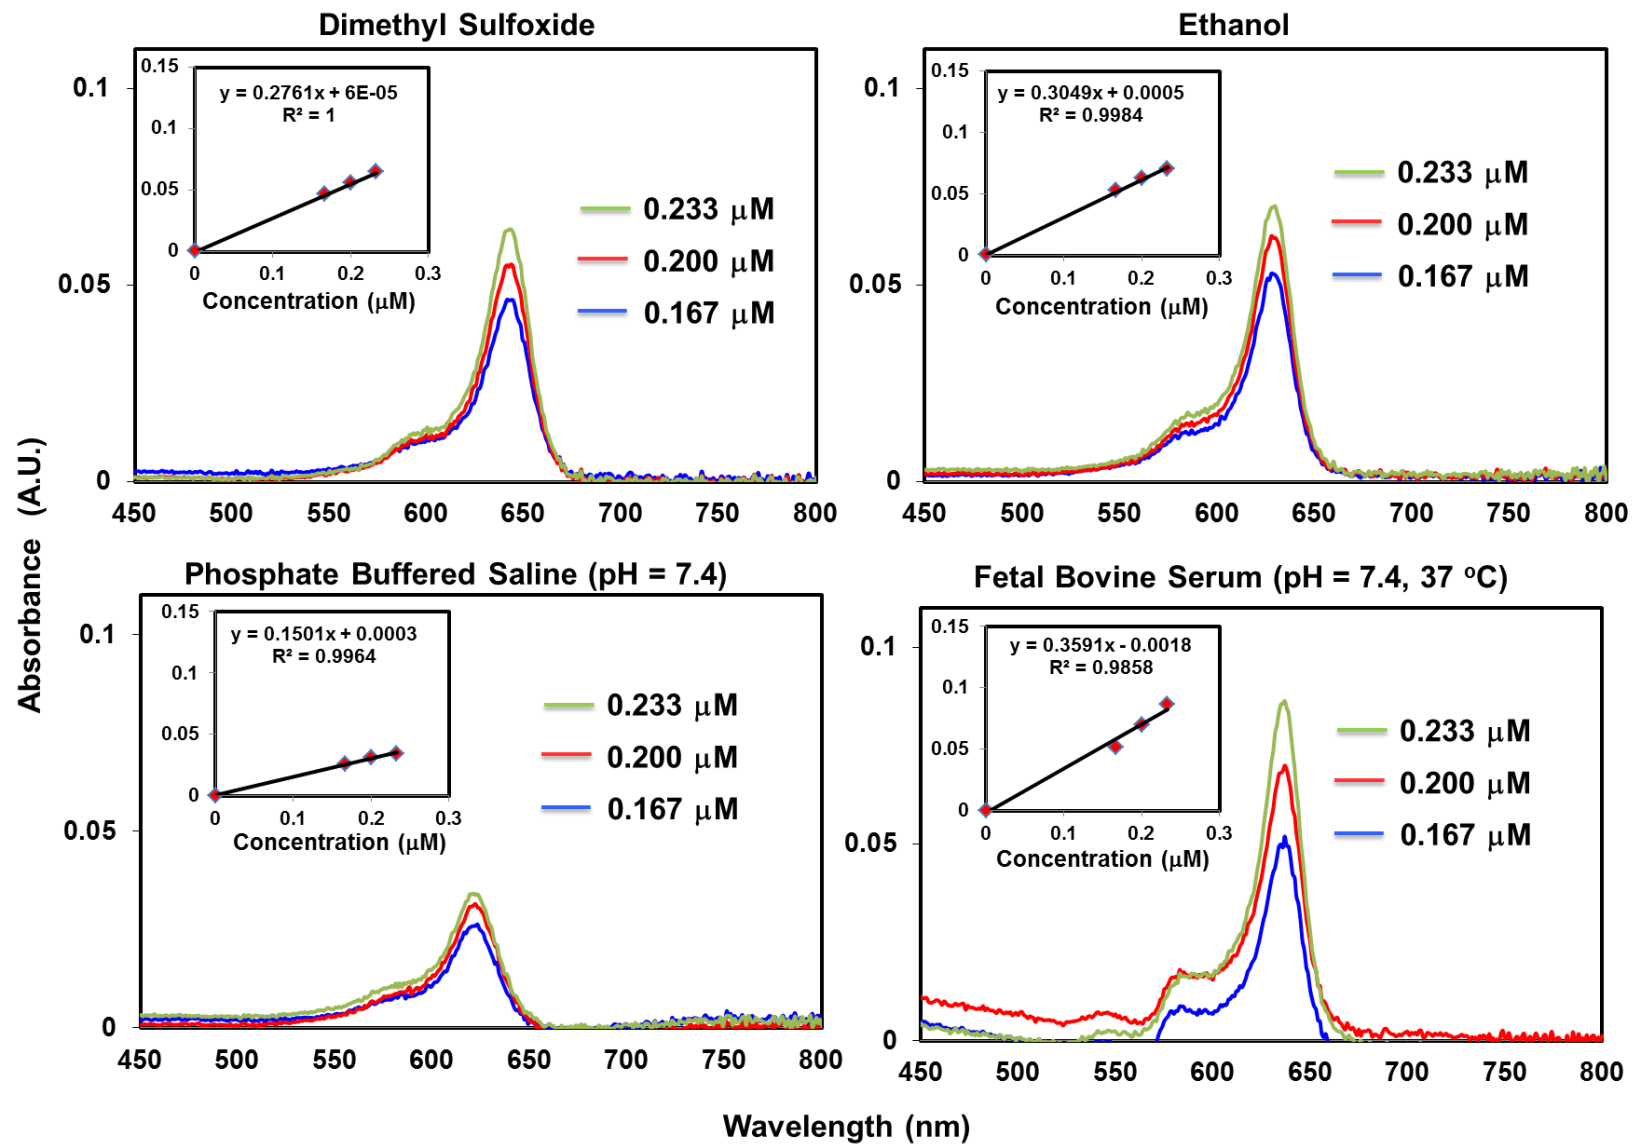 Dimethyl Sulfoxide
0.1
0.05
0
0.15
0.1
0.05
0
y = 0.2761x + 6E-05
R² = 1
0 0.1 0.2 0.3
Concentration (μM)
0.233 μM
0.200 μM
0.167 μM
450 500 550 600 650 700 750 800
Ethanol
0.1
0.05
0
0.15
0.1
0.05
0
y = 0.3049x + 0.0005
R² = 0.9984
0 0.1 0.2 0.3
Concentration (μM)
0.233 μM
0.200 μM
0.167 μM
450 500 550 600 650 700 750 800
Absorbance (A.U.)
Phosphate Buffered Saline (pH = 7.4)
0.1
0.05
0
0.15
0.1
0.05
0
y = 0.1501x + 0.0003
R² = 0.9964
0 0.1 0.2 0.3
Concentration (μM)
0.233 μM
0.200 μM
0.167 μM
450 500 550 600 650 700 750 800
Fetal Bovine Serum (pH = 7.4, 37 ᵒC)
0.1
0.05
0
0.15
0.1
0.05
0
y = 0.3591x - 0.0018
R² = 0.9858
0 0.1 0.2 0.3
Concentration (μM)
0.233 μM
0.200 μM
0.167 μM
450 500 550 600 650 700 750 800
Wavelength (nm)